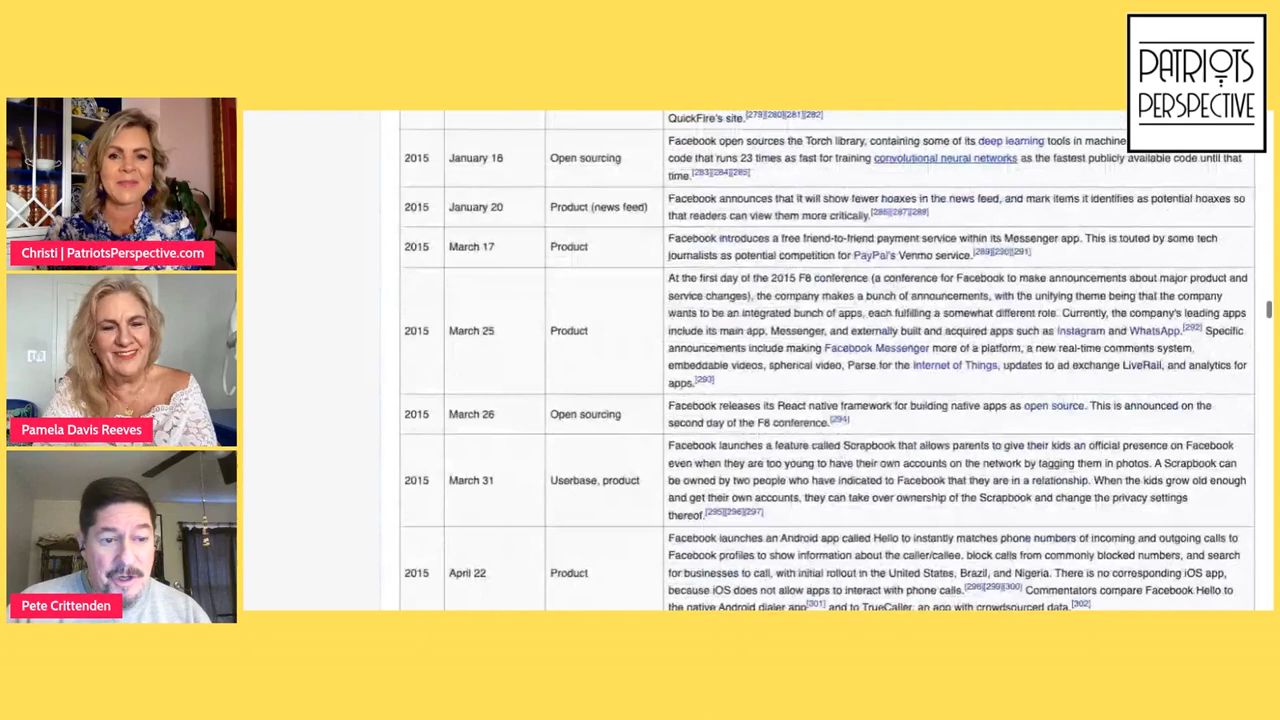 PATRIOTS
PERSPECTIVE
Christi | PatriotsPerspective.com
Pamela Davis Reeves
Pete Crittenden
QuickFire's site.[279][280][281][282]
2015 January 16 Open sourcing Facebook open sources the Torch library, containing some of its deep learning tools in machine
code that runs 23 times as fast for training convolutional neural networks as the fastest publicly available code until that
time.[283][284][285]
2015 January 20 Product (news feed) Facebook announces that it will show fewer hoaxes in the news feed, and mark items it identifies as potential hoaxes so
that readers can view them more critically.[286][287][288]
2015 March 17 Product Facebook introduces a free friend-to-friend payment service within its Messenger app. This is touted by some tech
journalists as potential competition for PayPal's Venmo service.[289][290][291]
2015 March 25 Product At the first day of the 2015 F8 conference (a conference for Facebook to make announcements about major product and
service changes), the company makes a bunch of announcements, with the unifying theme being that the company
wants to be an integrated bunch of apps, each fulfilling a somewhat different role. Currently, the company's leading apps
include its main app, Messenger, and externally built and acquired apps such as Instagram and WhatsApp.[292] Specific
announcements include making Facebook Messenger more of a platform, a new real-time comments system,
embeddable videos, spherical video, Parse for the Internet of Things, updates to ad exchange LiveRail, and analytics for
apps.[293]
2015 March 26 Open sourcing Facebook releases its React native framework for building native apps as open source. This is announced on the
second day of the F8 conference.[294]
2015 March 31 Userbase, product Facebook launches a feature called Scrapbook that allows parents to give their kids an official presence on Facebook
even when they are too young to have their own accounts on the network by tagging them in photos. A Scrapbook can
be owned by two people who have indicated to Facebook that they are in a relationship. When the kids grow old enough
and get their own accounts, they can take over ownership of the Scrapbook and change the privacy settings
thereof.[295][296][297]
2015 April 22 Product Facebook launches an Android app called Hello to instantly matches phone numbers of incoming and outgoing calls to
Facebook profiles to show information about the caller/callee, block calls from commonly blocked numbers, and search
for businesses to call, with initial rollout in the United States, Brazil, and Nigeria. There is no corresponding iOS app,
because iOS does not allow apps to interact with phone calls.[298][299][300] Commentators compare Facebook Hello to
the native Android dialer app[301] and to TrueCaller, an app with crowdsourced data.[302]